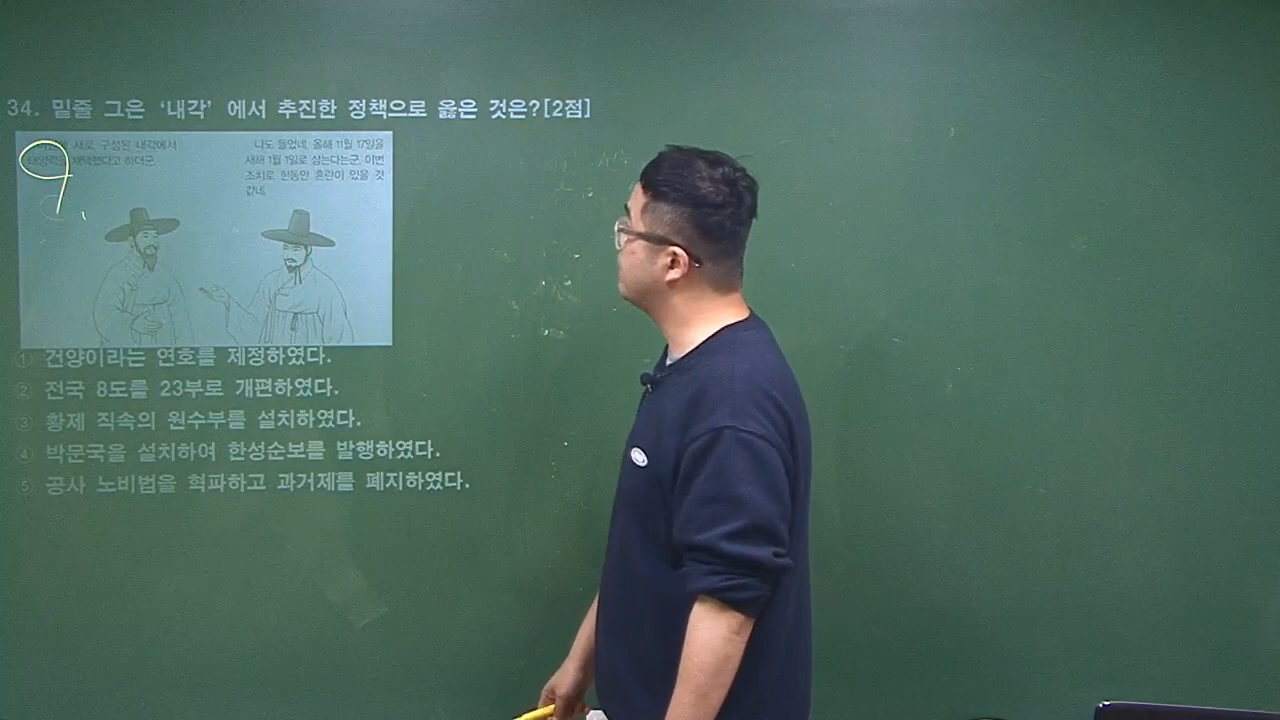 34. 밑줄 그은 '내각' 에서 추진한 정책으로 옳은 것은?[2점]
새로 구성된 내각에서
태양력을 채택했다고 하더군.
나도 들었네. 올해 11월 17일을
새해 1월 1일로 삼는다는군. 이번
조치로 한동안 혼란이 있을 것
같네.
① 건양이라는 연호를 제정하였다.
② 전국 8도를 23부로 개편하였다.
③ 황제 직속의 원수부를 설치하였다.
④ 박문국을 설치하여 한성순보를 발행하였다.
⑤ 공사 노비법을 혁파하고 과거제를 폐지하였다.